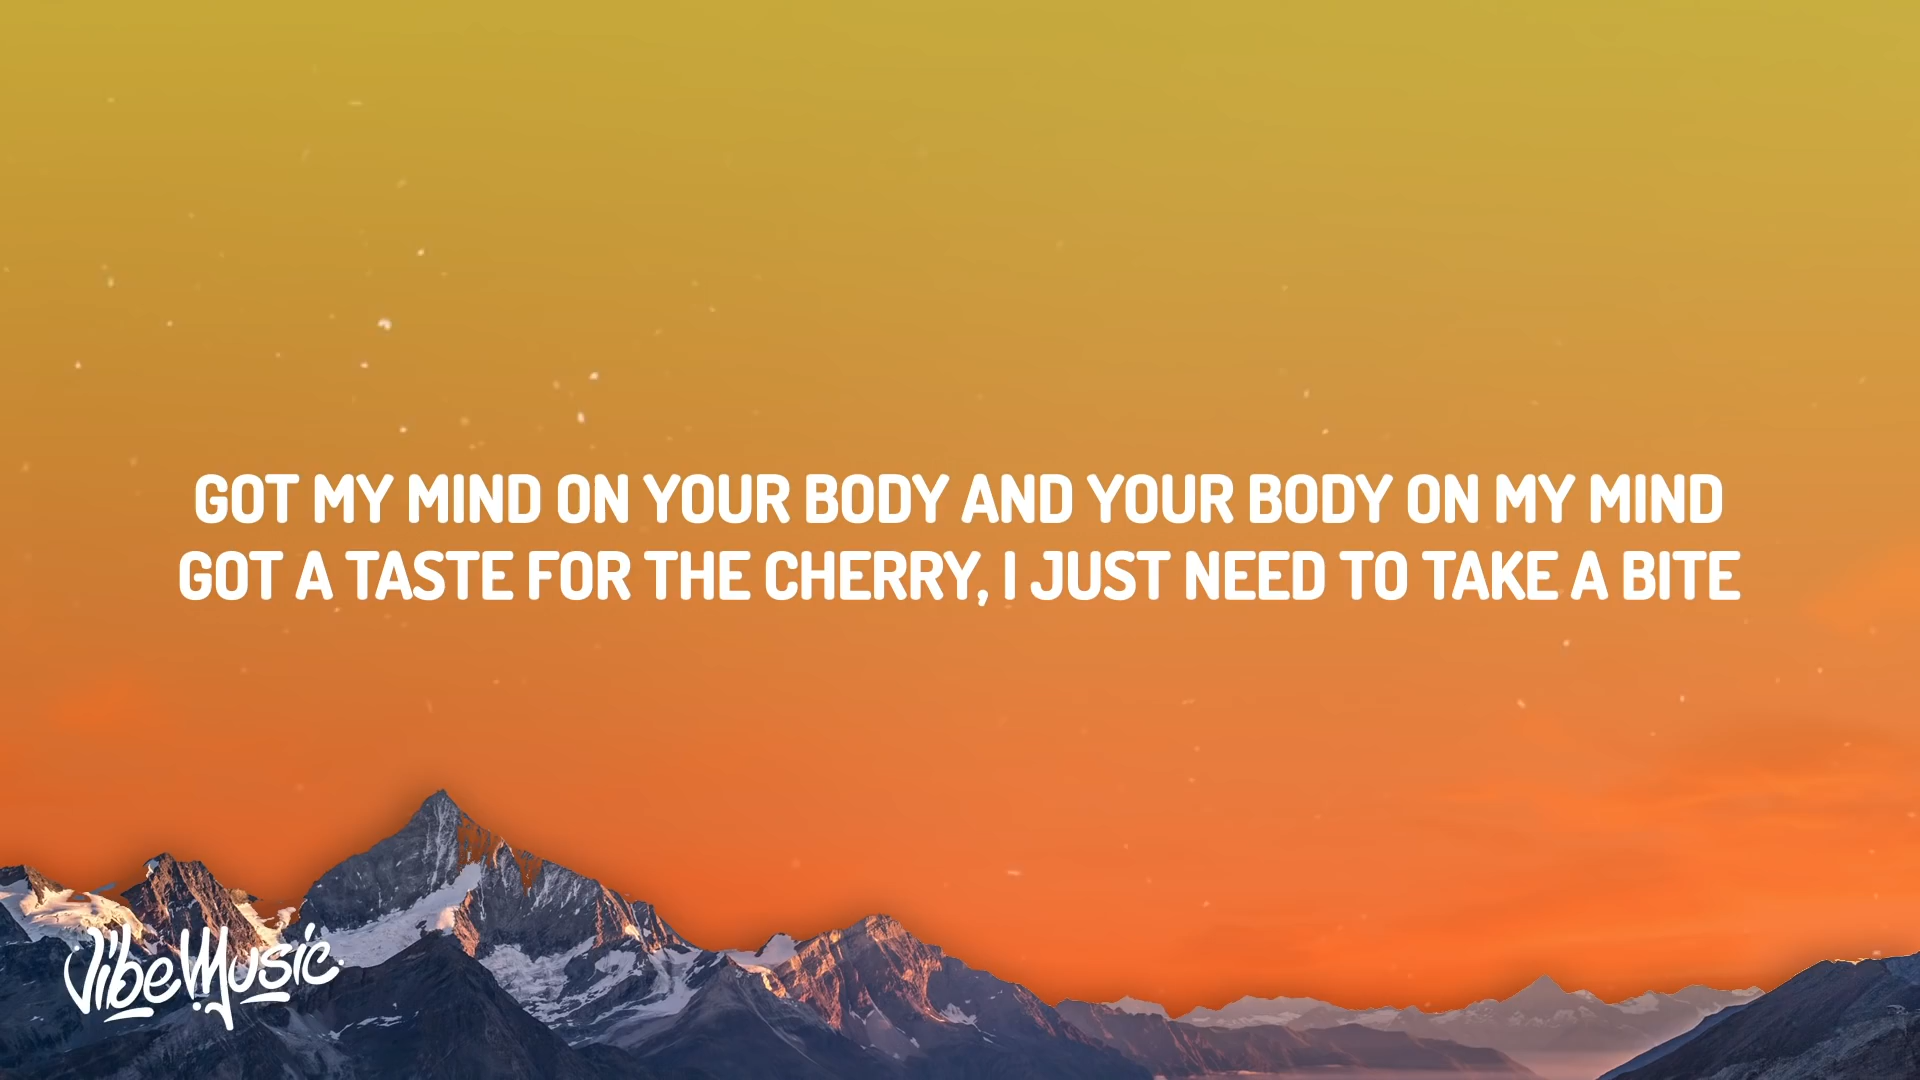 GOT MY MIND ON YOUR BODY AND YOUR BODY ON MY MIND
GOT A TASTE FOR THE CHERRY, I JUST NEED TO TAKE A BITE
VibeMusic.